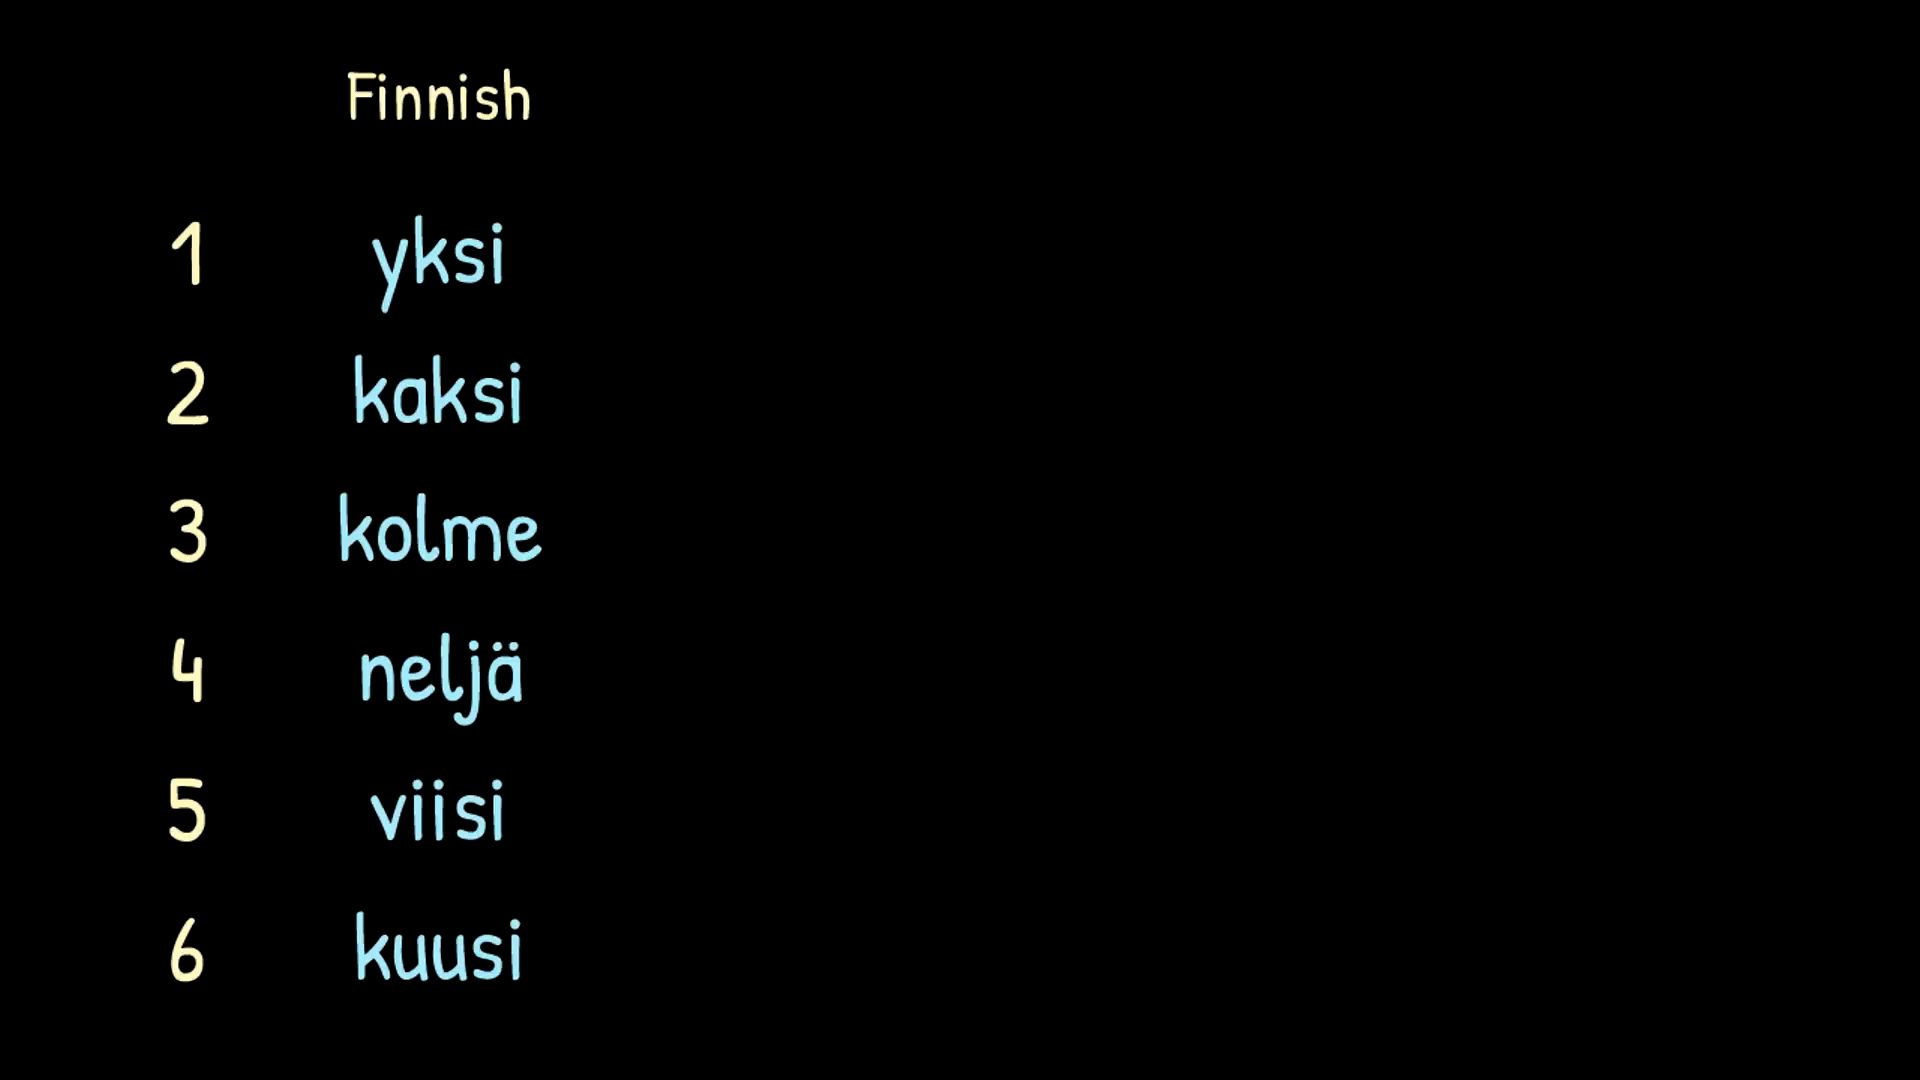 Finnish
1 yksi
2 kaksi
3 kolme
4 neljä
5 viisi
6 kuusi